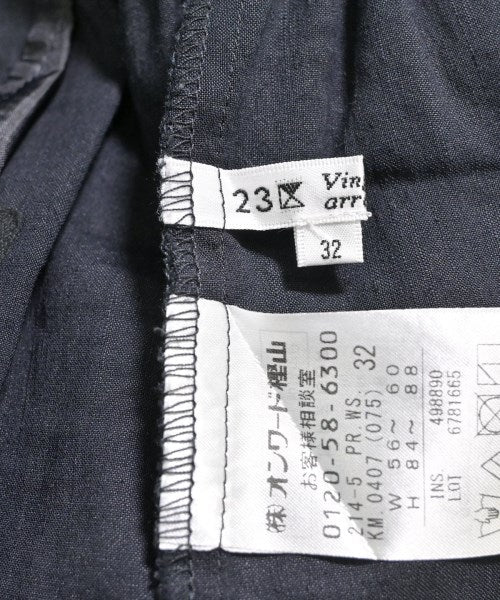 23区 Vin
arr
32
(株)オンワード樫山
お客様相談室
0120-58-6300
214-5 PR.WS. 32
KM.0407 (075)
W 56~ 60
H 84~ 88
INS. 498890
LOT 6781665